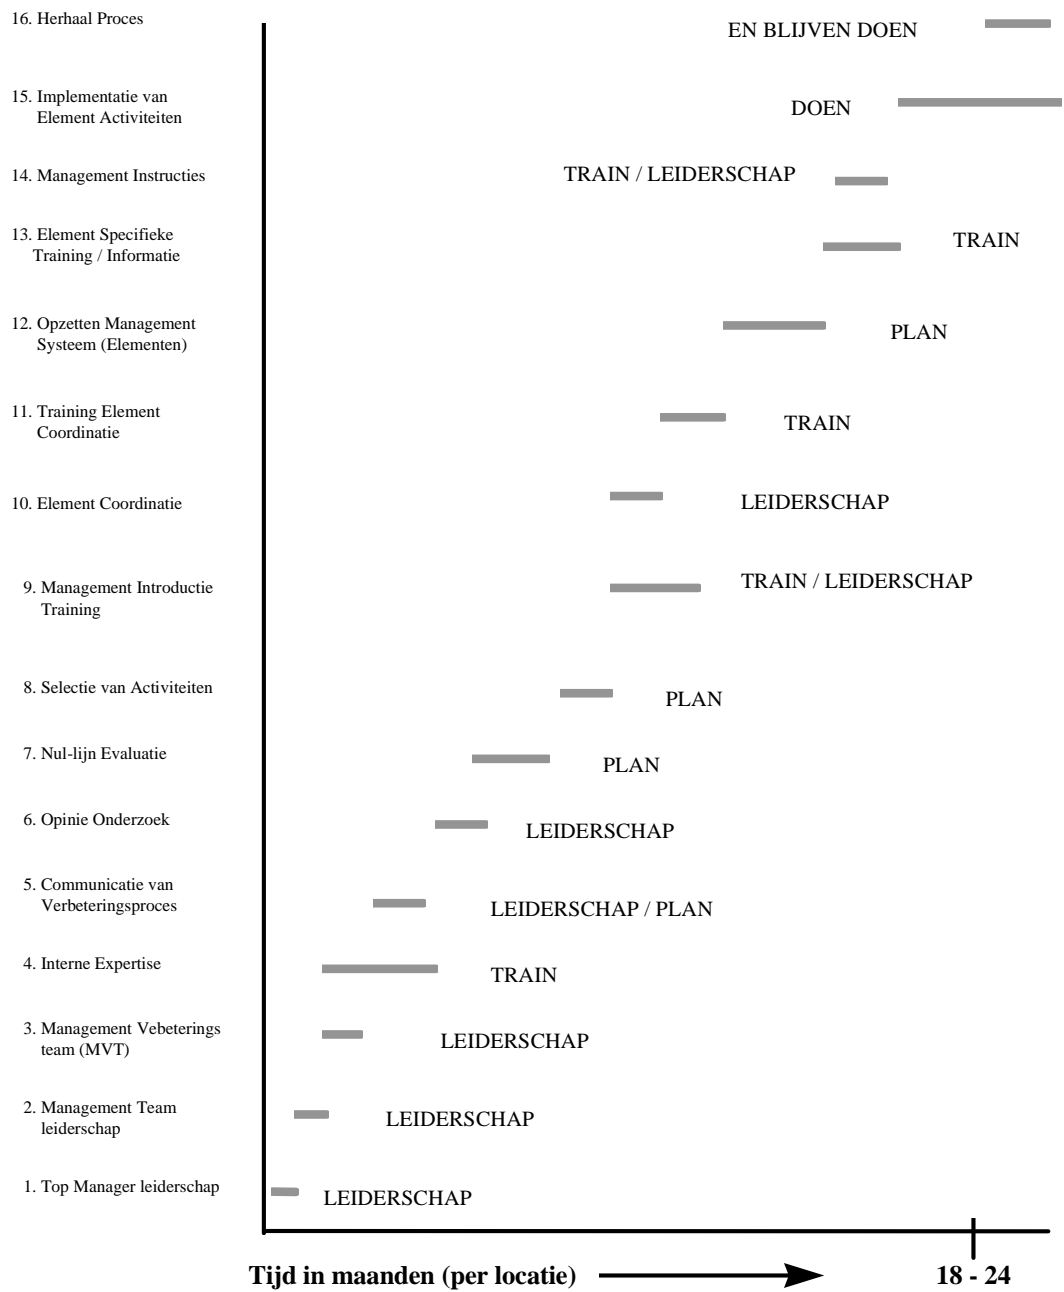 16. Herhaal Proces
EN BLIJVEN DOEN
15. Implementatie van
Element Activiteiten
DOEN
14. Management Instructies
TRAIN / LEIDERSCHAP
13. Element Specifieke
Training / Informatie
TRAIN
12. Opzetten Management
Systeem (Elementen)
PLAN
11. Training Element
Coordinatie
TRAIN
10. Element Coordinatie
LEIDERSCHAP
9. Management Introductie
Training
TRAIN / LEIDERSCHAP
8. Selectie van Activiteiten
PLAN
7. Nul-lijn Evaluatie
PLAN
6. Opinie Onderzoek
LEIDERSCHAP
5. Communicatie van
Verbeteringsproces
LEIDERSCHAP / PLAN
4. Interne Expertise
TRAIN
3. Management Vebeterings
team (MVT)
LEIDERSCHAP
2. Management Team
leiderschap
LEIDERSCHAP
1. Top Manager leiderschap
LEIDERSCHAP
Tijd in maanden (per locatie)
18 - 24